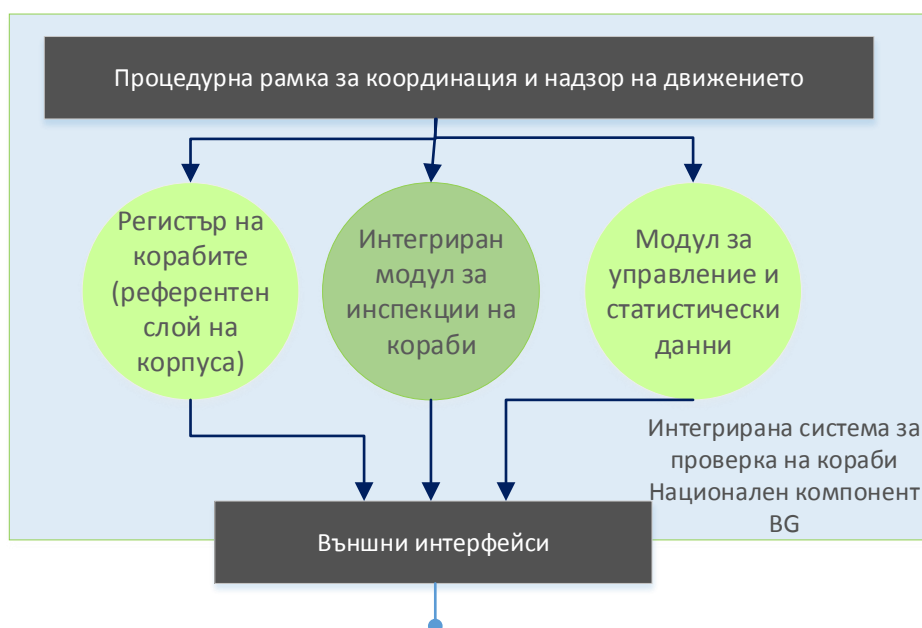 Процедурна рамка за координация и надзор на движението
Регистър на
корабите
(референтен
слой на
корпуса)
Интегриран
модул за
инспекции на
кораби
Модул за
управление и
статистически
данни
Интегрирана система за
проверка на кораби
Национален компонент
BG
Външни интерфейси